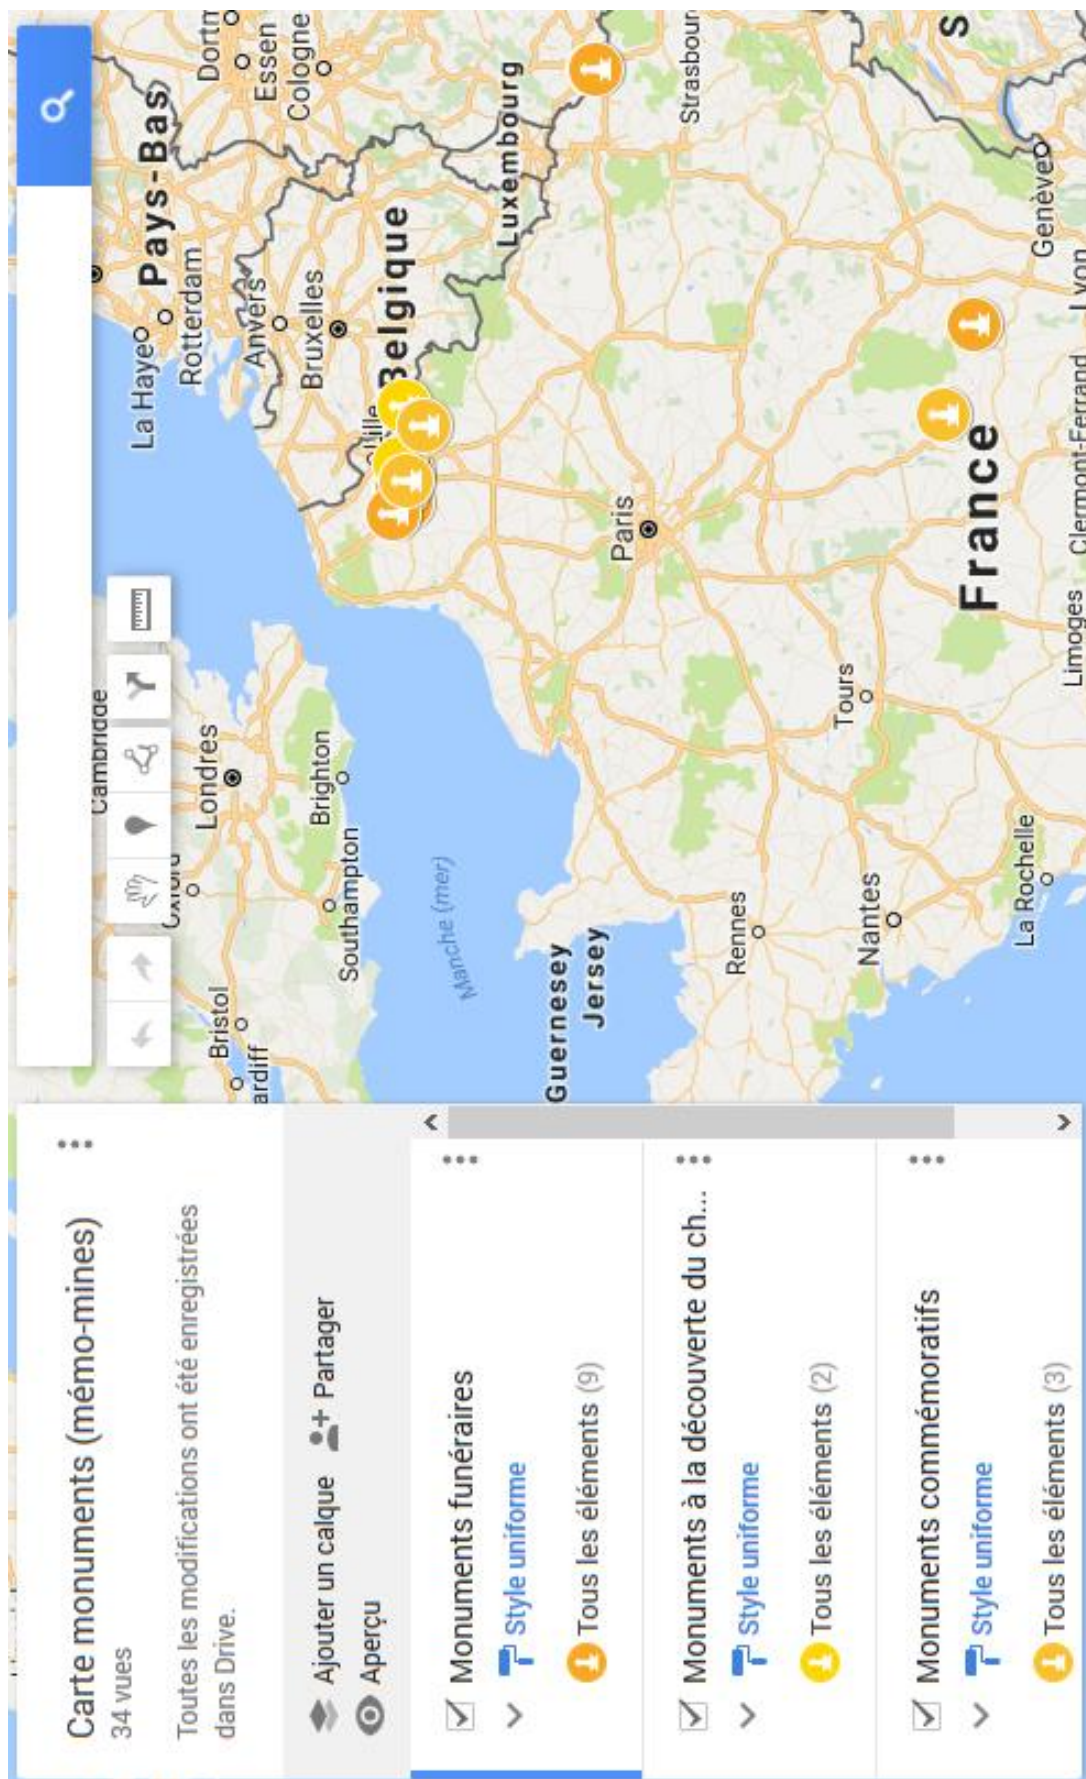 Carte monuments (mémo-mines)
34 vues
Toutes les modifications ont été enregistrées
dans Drive.
Ajouter un calque
Partager
Aperçu
Monuments funéraires
Style uniforme
Tous les éléments (9)
Monuments à la découverte du ch...
Style uniforme
Tous les éléments (2)
Monuments commémoratifs
Style uniforme
Tous les éléments (3)
Cambridge
Oxford
Londres
Bristol
ardiff
Brighton
Southampton
Manche (mer)
Guernesey
Jersey
La Haye
Pays-Bas
Rotterdam
Dortm
Essen
Cologne
Anvers
Bruxelles
Belgique
Lille
Luxembourg
Strasbour
Paris
Rennes
Nantes
Tours
La Rochelle
France
Genève
Limoges
Clermont-Ferrand
Lyon
S